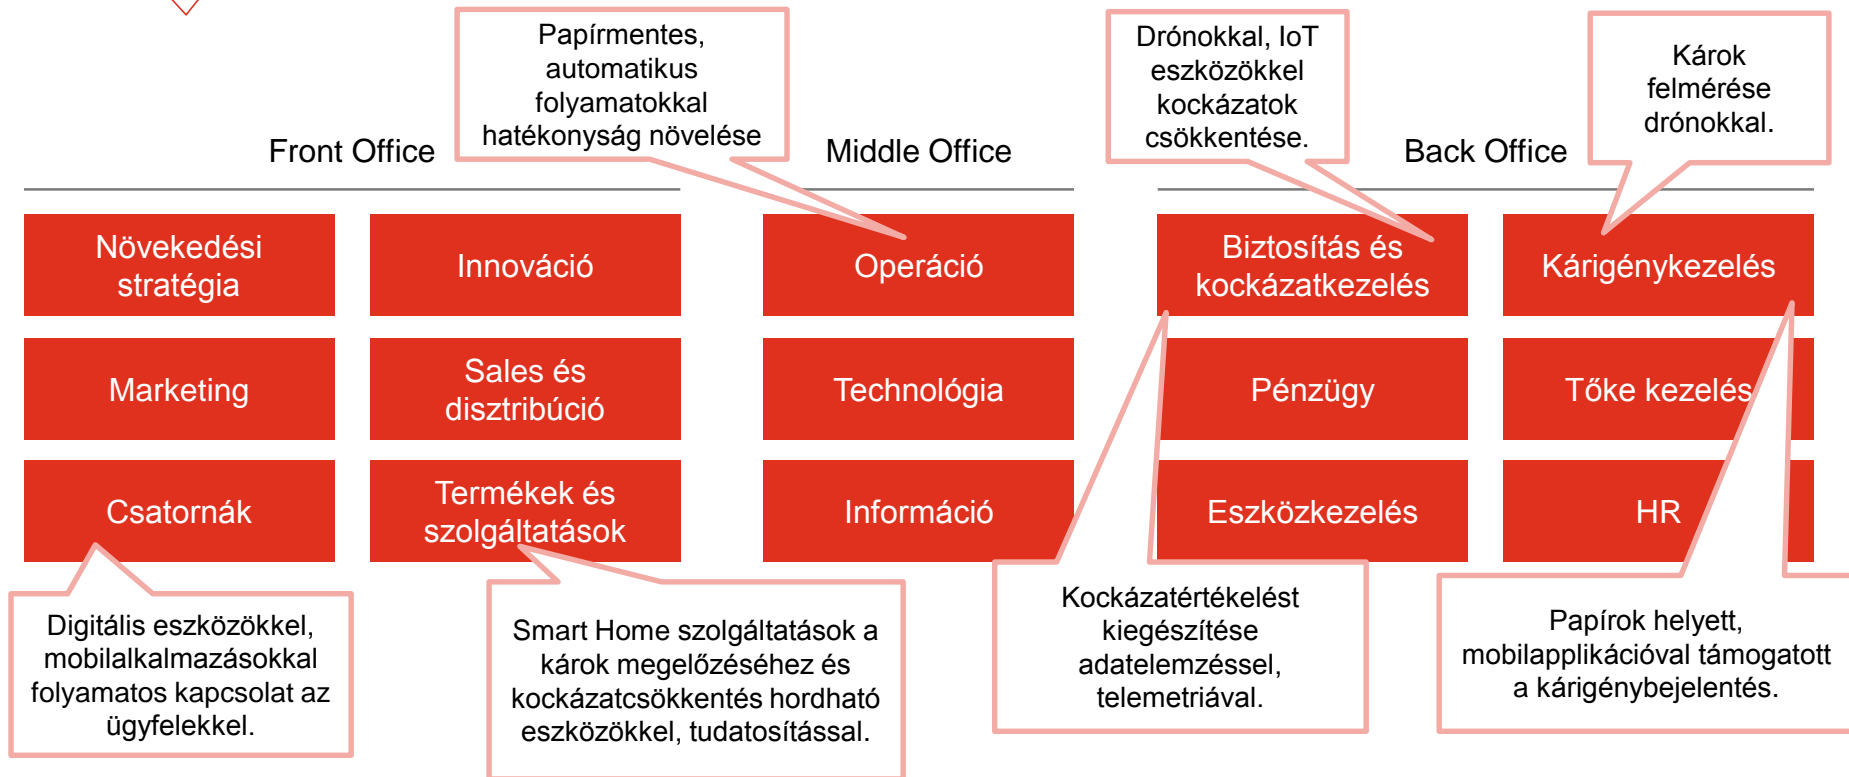 Papírmentes,
automatikus
folyamatokkal
hatékonyság növelése
Drónokkal, IoT
eszközökkel
kockázatok
csökkentése.
Károk
felmérése
drónokkal.
Front Office
Middle Office
Back Office
Növekedési
stratégia
Innováció
Operáció
Biztosítás és
kockázatkezelés
Kárigénykezelés
Marketing
Sales és
disztribúció
Technológia
Pénzügy
Tőke kezelés
Csatornák
Termékek és
szolgáltatások
Információ
Eszközkezelés
HR
Digitális eszközökkel,
mobilalkalmazásokkal
folyamatos kapcsolat az
ügyfelekkel.
Smart Home szolgáltatások a
károk megelőzéséhez és
kockázatcsökkentés hordható
eszközökkel, tudatosítással.
Kockázatértékelést
kiegészítése
adatelemzéssel,
telemetriával.
Papírok helyett,
mobilapplikációval támogatott
a kárigénybejelentés.